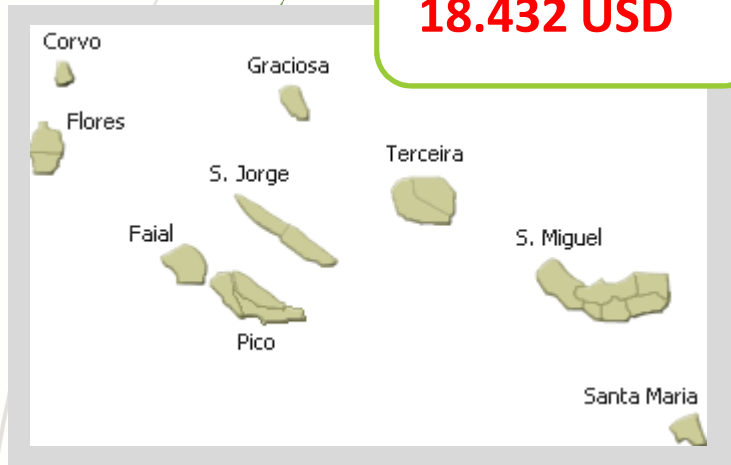 18.432 USD
Corvo
Graciosa
Flores
Terceira
S. Jorge
Faial
S. Miguel
Pico
Santa Maria